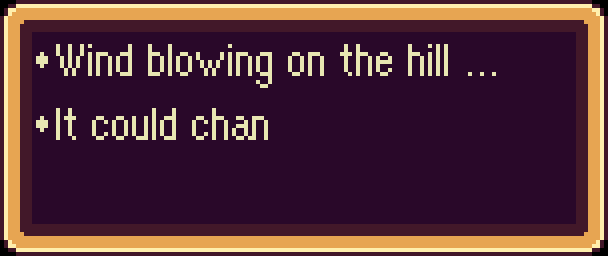 •Wind blowing on the hill ...
•It could chan